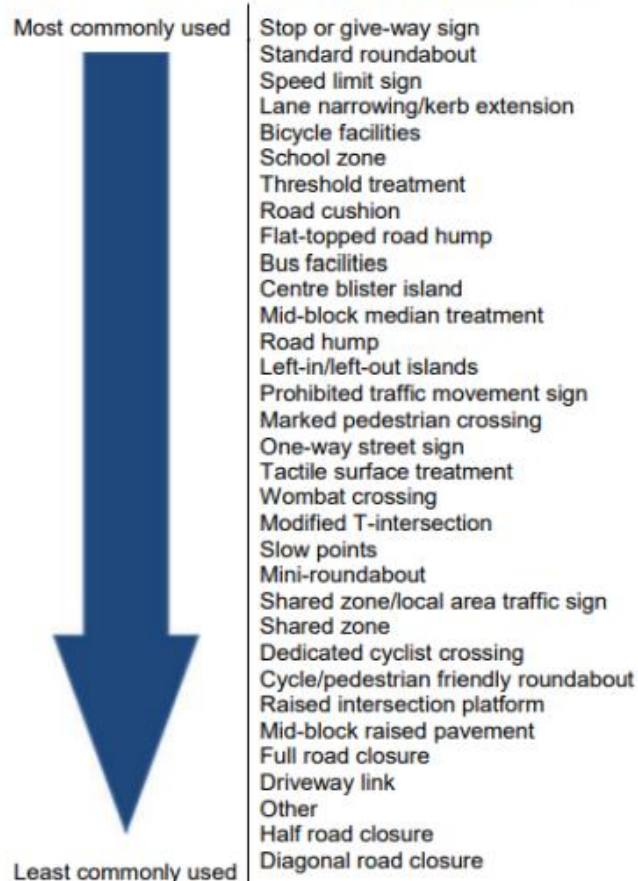 Most commonly used
Stop or give-way sign
Standard roundabout
Speed limit sign
Lane narrowing/kerb extension
Bicycle facilities
School zone
Threshold treatment
Road cushion
Flat-topped road hump
Bus facilities
Centre blister island
Mid-block median treatment
Road hump
Left-in/left-out islands
Prohibited traffic movement sign
Marked pedestrian crossing
One-way street sign
Tactile surface treatment
Wombat crossing
Modified T-intersection
Slow points
Mini-roundabout
Shared zone/local area traffic sign
Shared zone
Dedicated cyclist crossing
Cycle/pedestrian friendly roundabout
Raised intersection platform
Mid-block raised pavement
Full road closure
Driveway link
Other
Half road closure
Diagonal road closure
Least commonly used